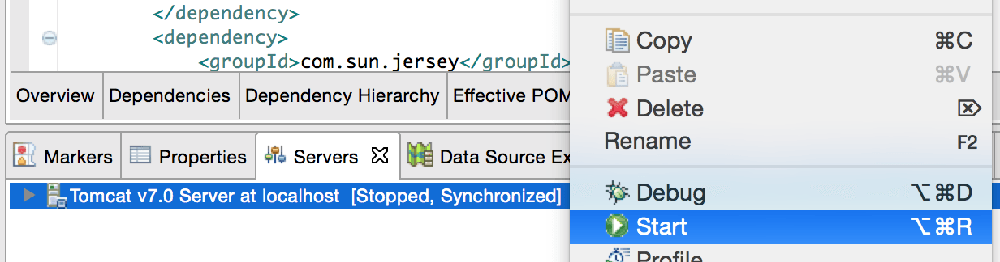 </dependency>
<dependency>
<groupId>com.sun.jersey</groupId>
Overview Dependencies Dependency Hierarchy Effective POM
Markers Properties Servers Data Source Ex
Tomcat v7.0 Server at localhost [Stopped, Synchronized]
Copy ⌘C
Paste ⌘V
Delete ⌦
Rename F2
Debug ⌥⌘D
Start ⌥⌘R
Profile